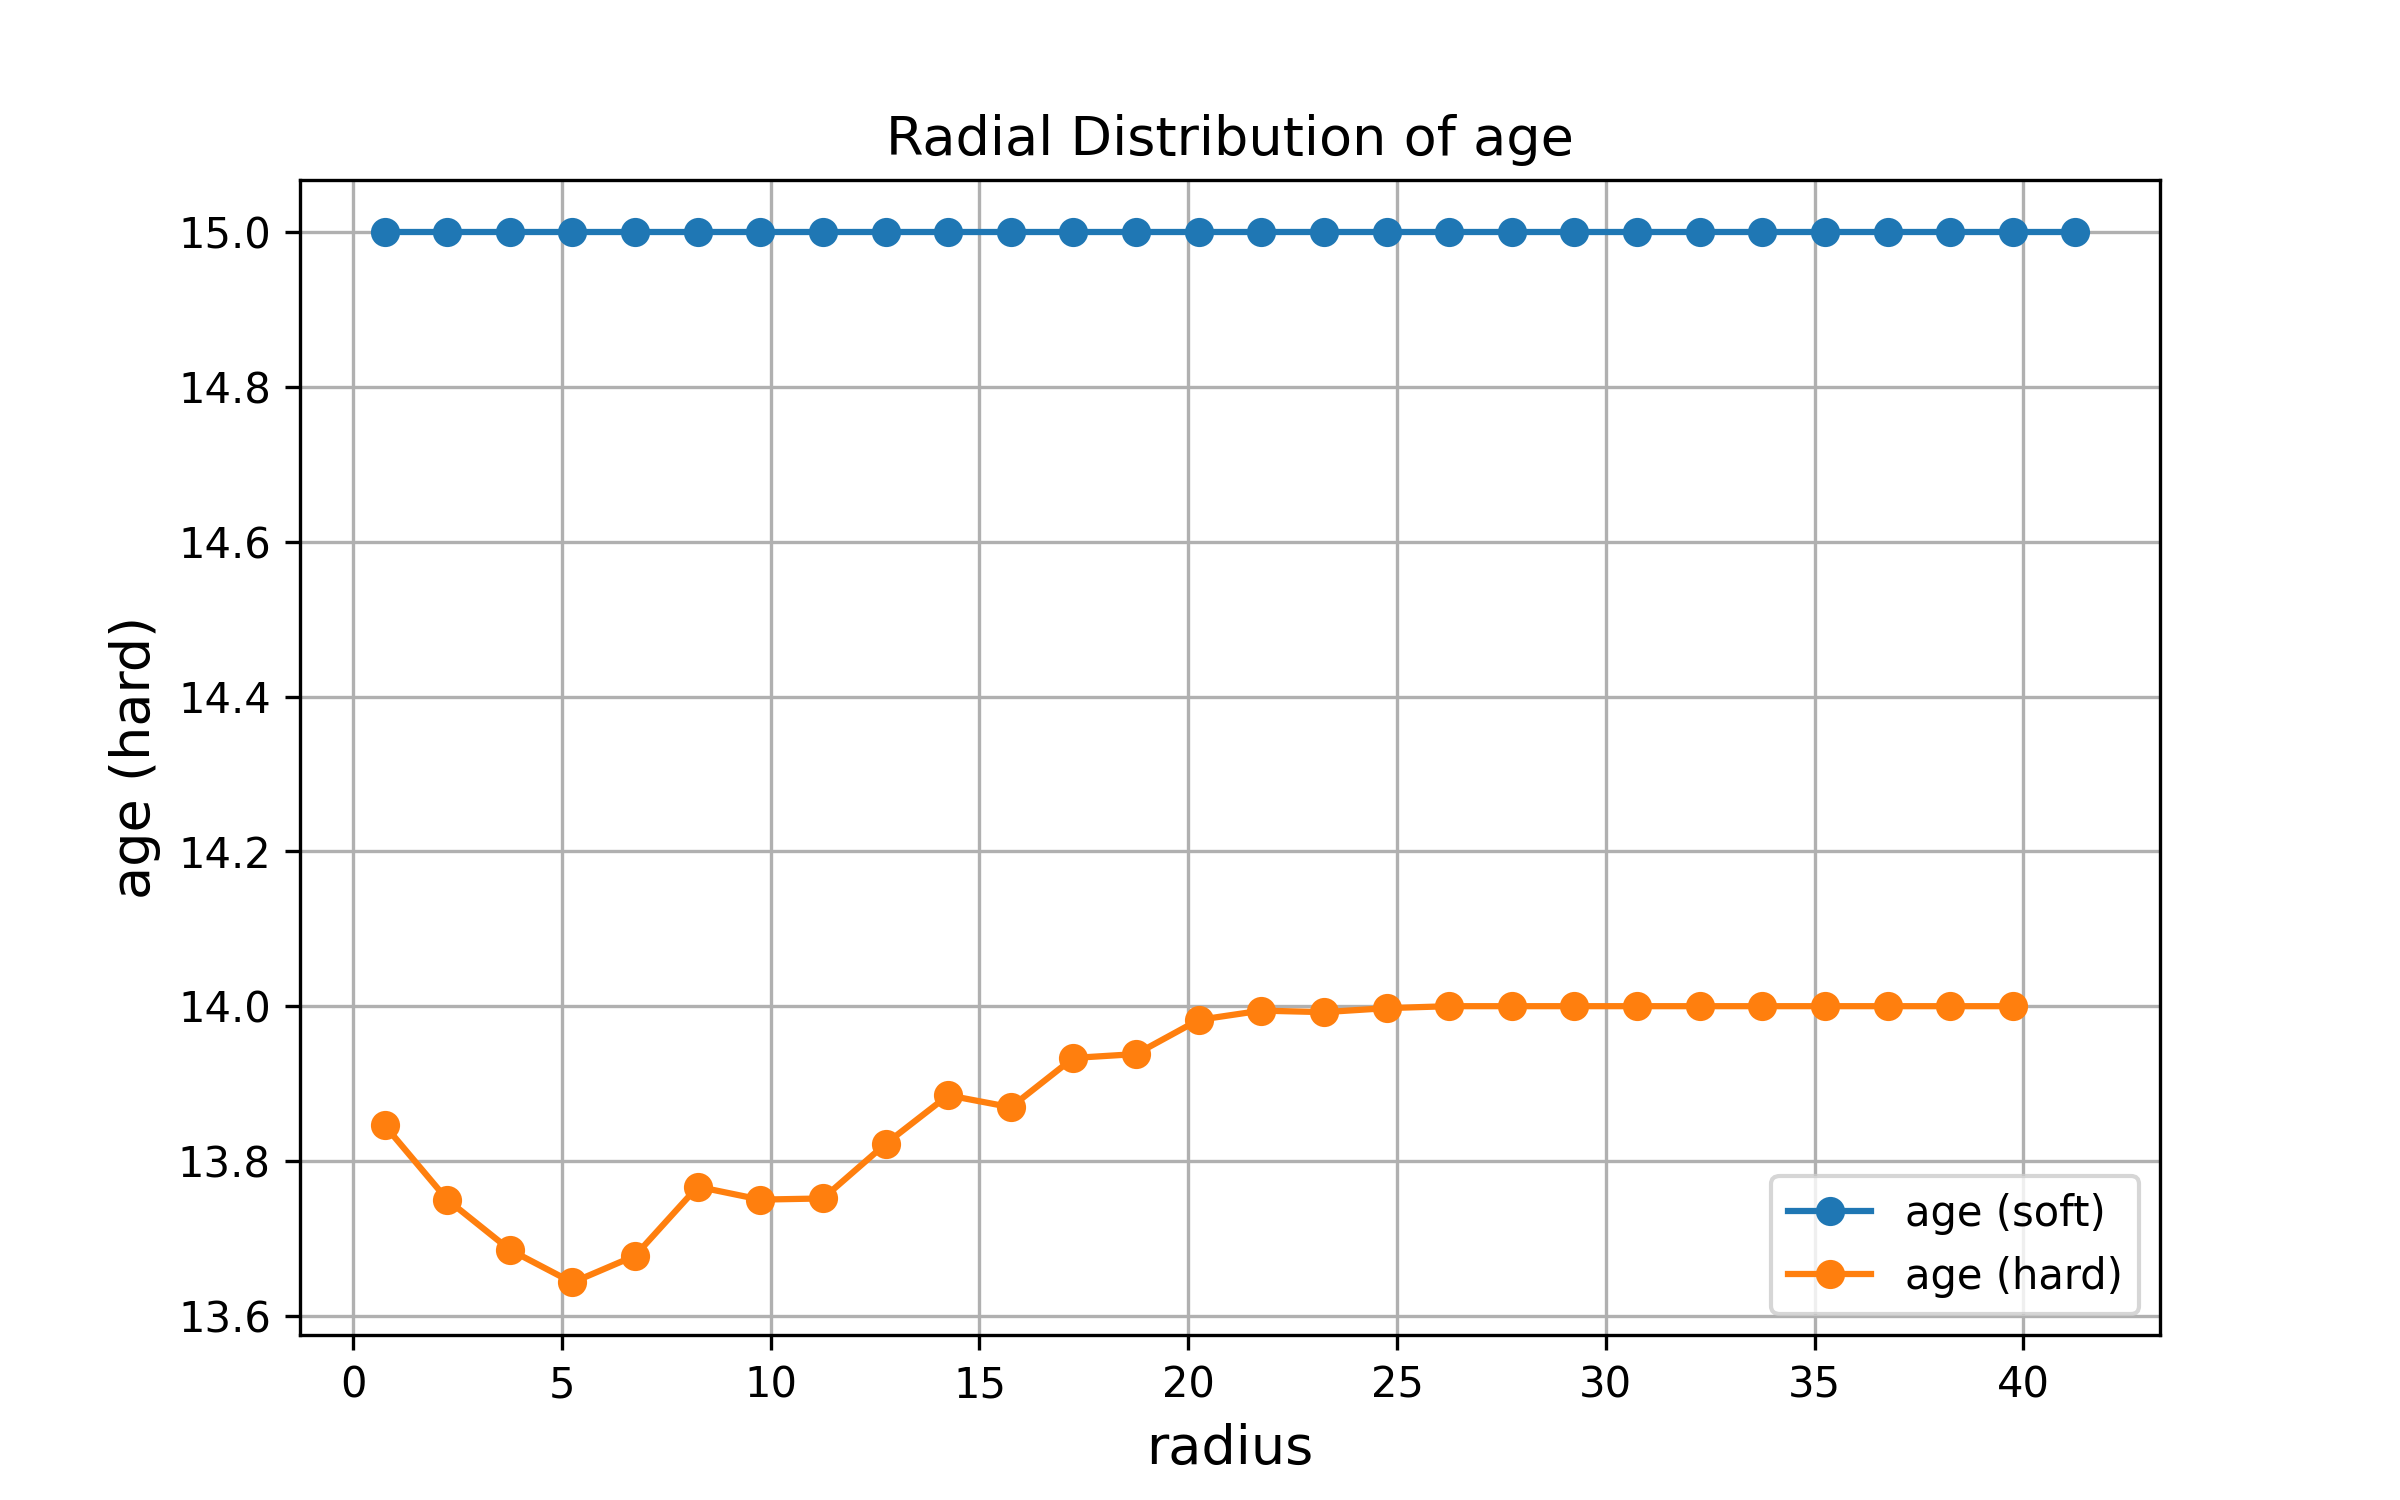 Radial Distribution of age
15.0
14.8
14.6
14.4
14.2
14.0
13.8
13.6
age (hard)
0 5 10 15 20 25 30 35 40
radius
age (soft)
age (hard)